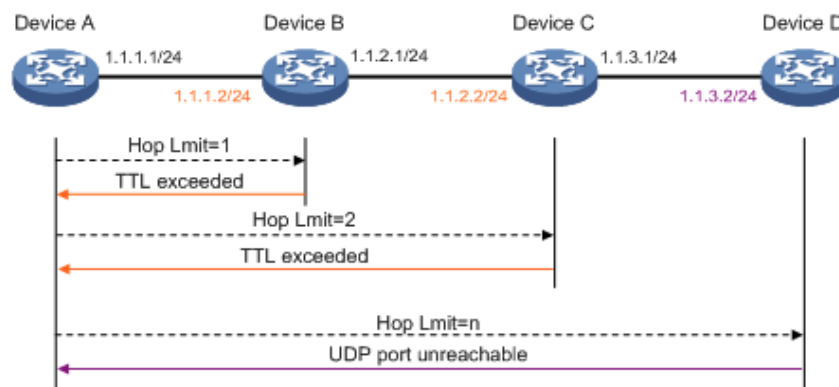 Device A Device B Device C Device D
1.1.1.1/24 1.1.2.1/24 1.1.3.1/24
1.1.1.2/24 1.1.2.2/24 1.1.3.2/24
Hop Lmit=1
TTL exceeded
Hop Lmit=2
TTL exceeded
Hop Lmit=n
UDP port unreachable